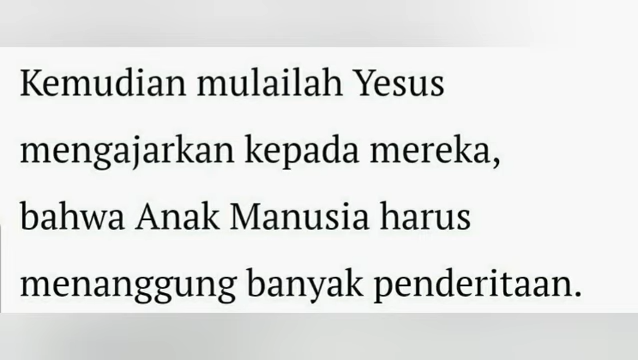 Kemudian mulailah Yesus
mengajarkan kepada mereka,
bahwa Anak Manusia harus
menanggung banyak penderitaan.